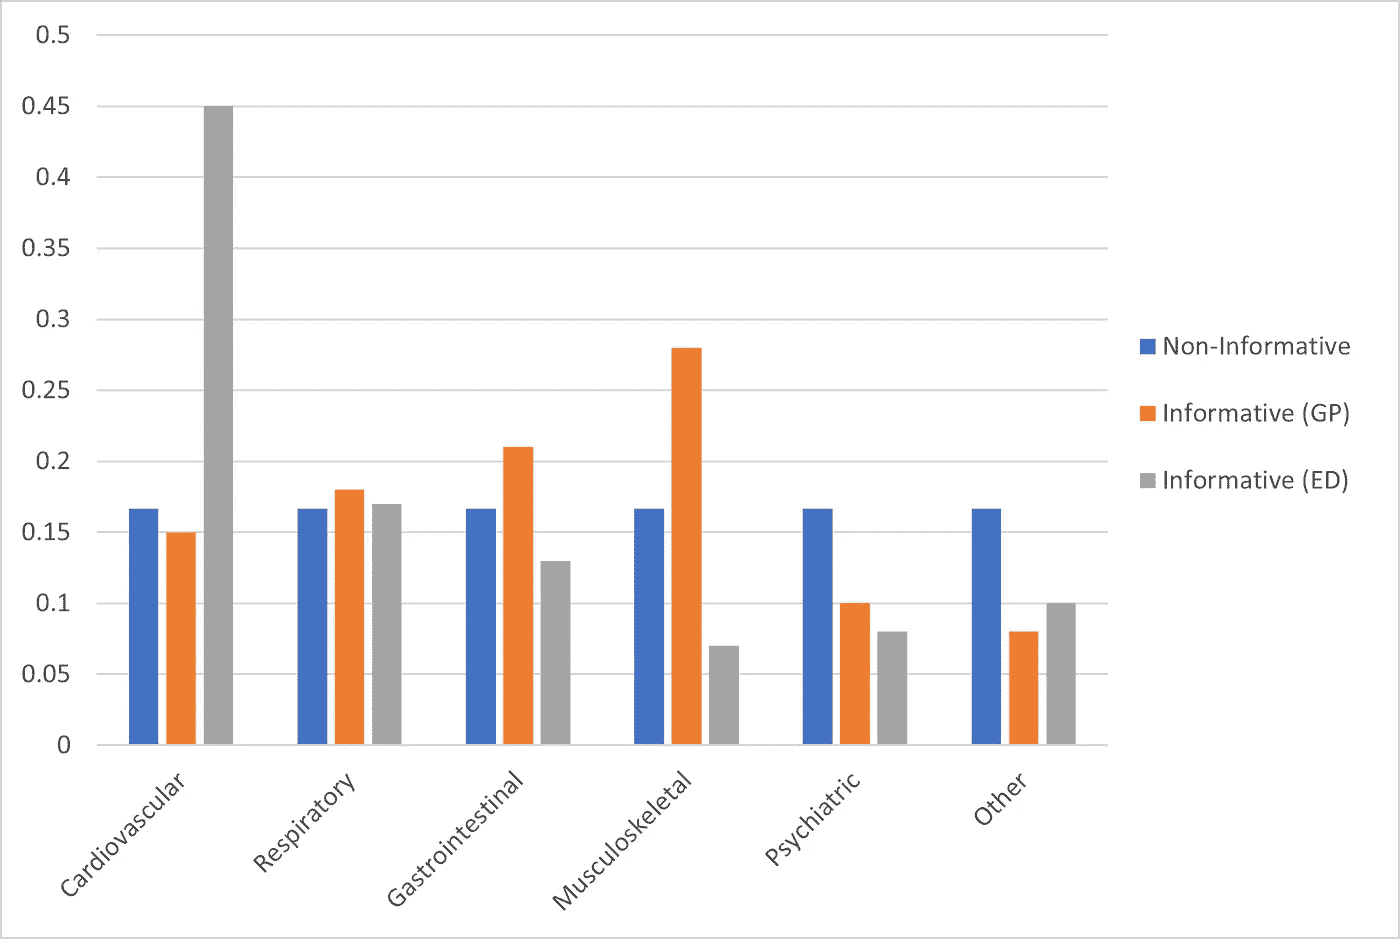 0.5
0.45
0.4
0.35
0.3
0.25
0.2
0.15
0.1
0.05
0
Cardiovascular
Respiratory
Gastrointestinal
Musculoskeletal
Psychiatric
Other
Non-Informative
Informative (GP)
Informative (ED)